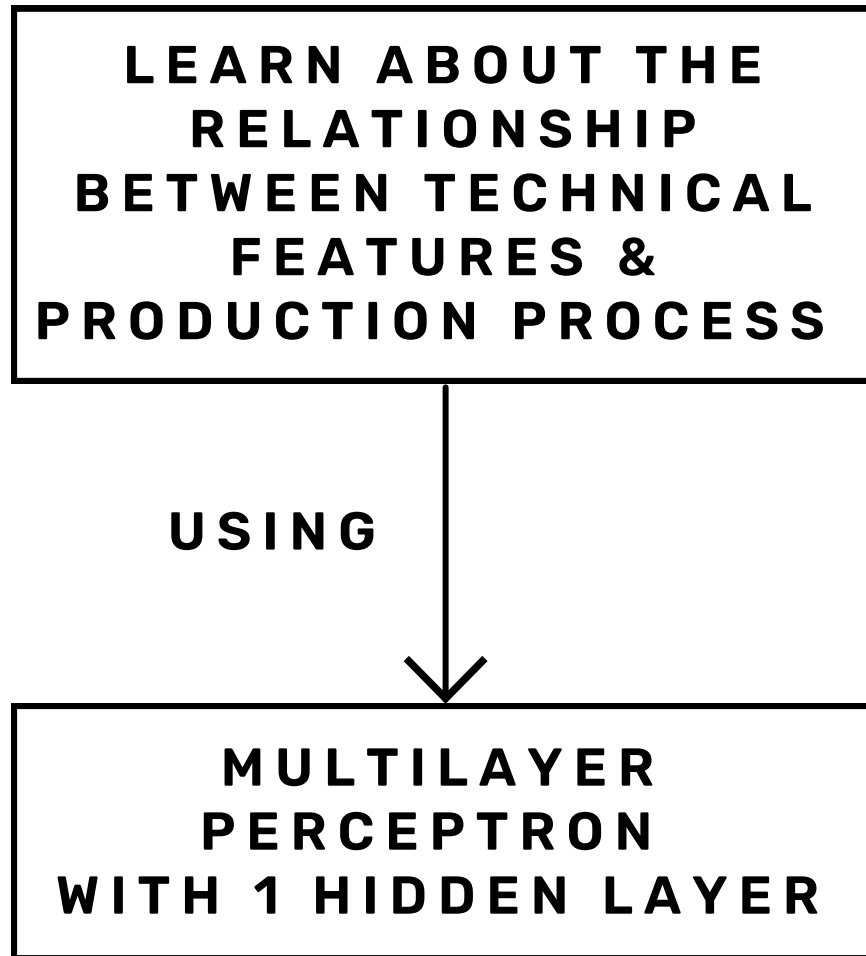 LEARN ABOUT THE
RELATIONSHIP
BETWEEN TECHNICAL
FEATURES &
PRODUCTION PROCESS
USING
MULTILAYER
PERCEPTRON
WITH 1 HIDDEN LAYER